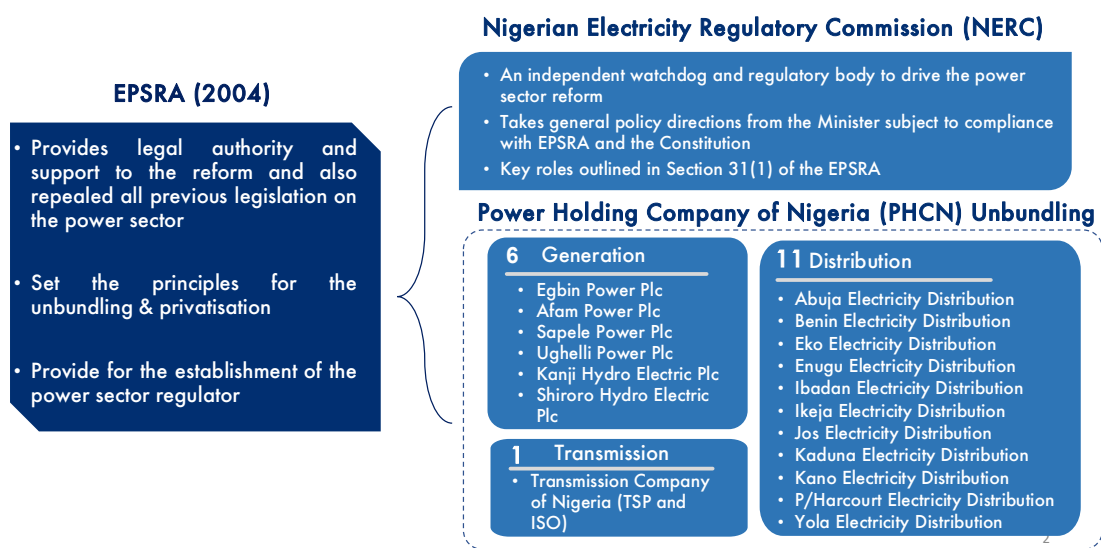 EPSRA (2004)
• Provides legal authority and
support to the reform and also
repealed all previous legislation on
the power sector
• Set the principles for the
unbundling & privatisation
• Provide for the establishment of the
power sector regulator
Nigerian Electricity Regulatory Commission (NERC)
• An independent watchdog and regulatory body to drive the power
sector reform
• Takes general policy directions from the Minister subject to compliance
with EPSRA and the Constitution
• Key roles outlined in Section 31(1) of the EPSRA
Power Holding Company of Nigeria (PHCN) Unbundling
6 Generation
• Egbin Power Plc
• Afam Power Plc
• Sapele Power Plc
• Ughelli Power Plc
• Kanji Hydro Electric Plc
• Shiroro Hydro Electric
Plc
1 Transmission
• Transmission Company
of Nigeria (TSP and
ISO)
11 Distribution
• Abuja Electricity Distribution
• Benin Electricity Distribution
• Eko Electricity Distribution
• Enugu Electricity Distribution
• Ibadan Electricity Distribution
• Ikeja Electricity Distribution
• Jos Electricity Distribution
• Kaduna Electricity Distribution
• Kano Electricity Distribution
• P/Harcourt Electricity Distribution
• Yola Electricity Distribution
2